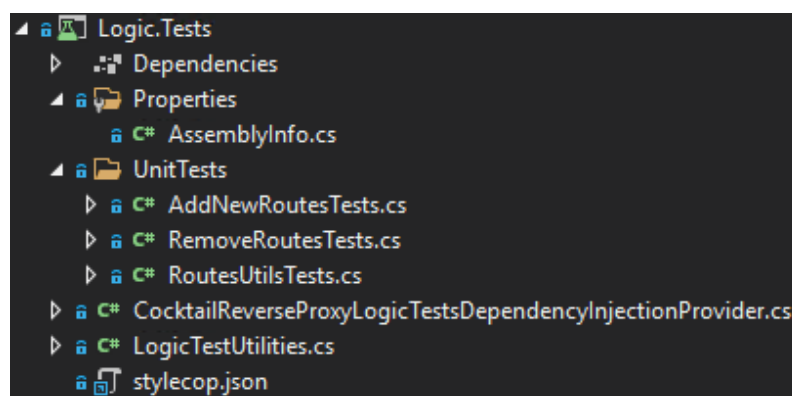 Logic.Tests
Dependencies
Properties
C# AssemblyInfo.cs
UnitTests
C# AddNewRoutesTests.cs
C# RemoveRoutesTests.cs
C# RoutesUtilsTests.cs
C# CocktailReverseProxyLogicTestsDependencyInjectionProvider.cs
C# LogicTestUtilities.cs
stylecop.json